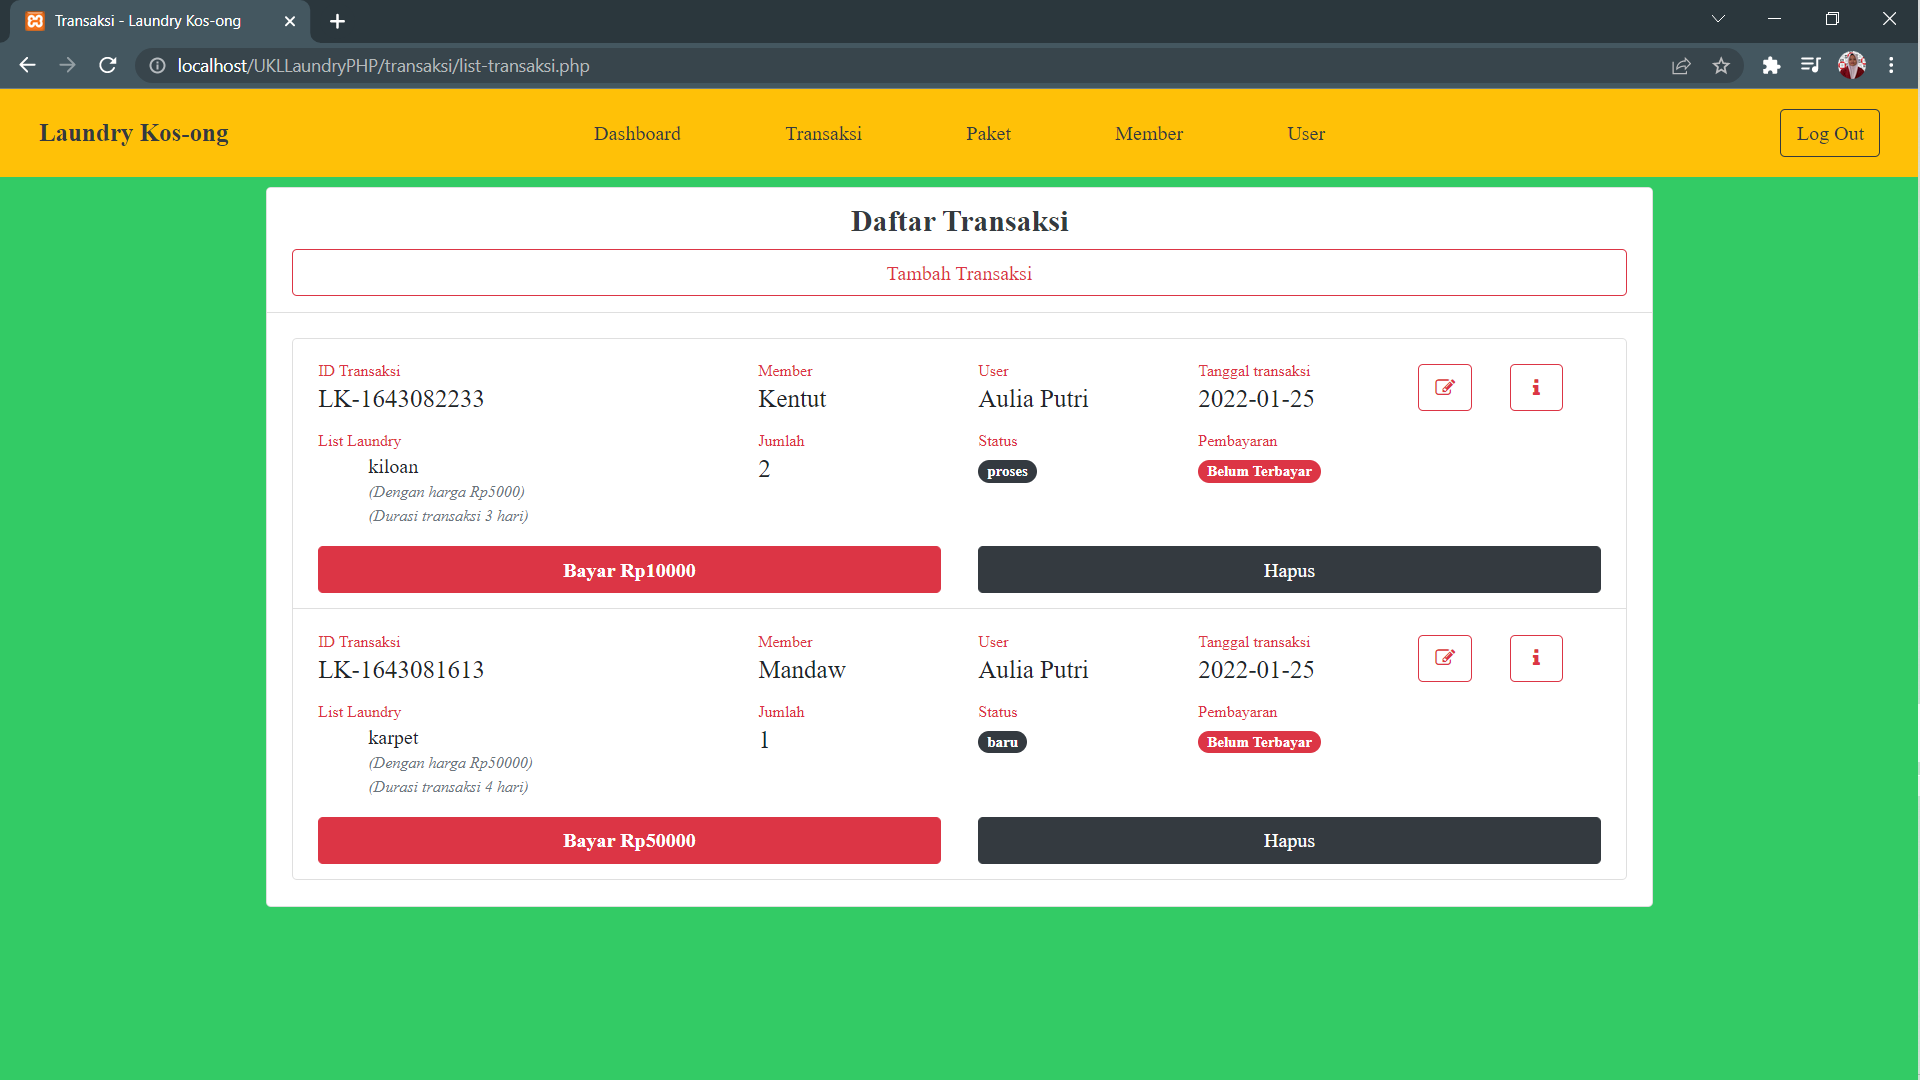 Transaksi - Laundry Kos-ong
localhost/UKLLaundryPHP/transaksi/list-transaksi.php
Laundry Kos-ong Dashboard Transaksi Paket Member User Log Out
Daftar Transaksi
Tambah Transaksi
ID Transaksi Member User Tanggal transaksi
LK-1643082233 Kentut Aulia Putri 2022-01-25
List Laundry Jumlah Status Pembayaran
kiloan 2 proses Belum Terbayar
(Dengan harga Rp5000)
(Durasi transaksi 3 hari)
Bayar Rp10000 Hapus
ID Transaksi Member User Tanggal transaksi
LK-1643081613 Mandaw Aulia Putri 2022-01-25
List Laundry Jumlah Status Pembayaran
karpet 1 baru Belum Terbayar
(Dengan harga Rp50000)
(Durasi transaksi 4 hari)
Bayar Rp50000 Hapus